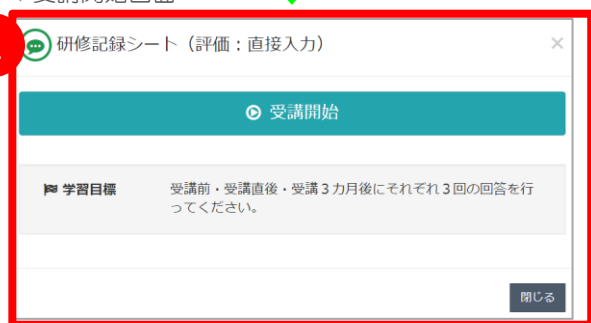 研修記録シート（評価：直接入力）
×
受講開始
学習目標
受講前・受講直後・受講３カ月後にそれぞれ３回の回答を行
ってください。
閉じる